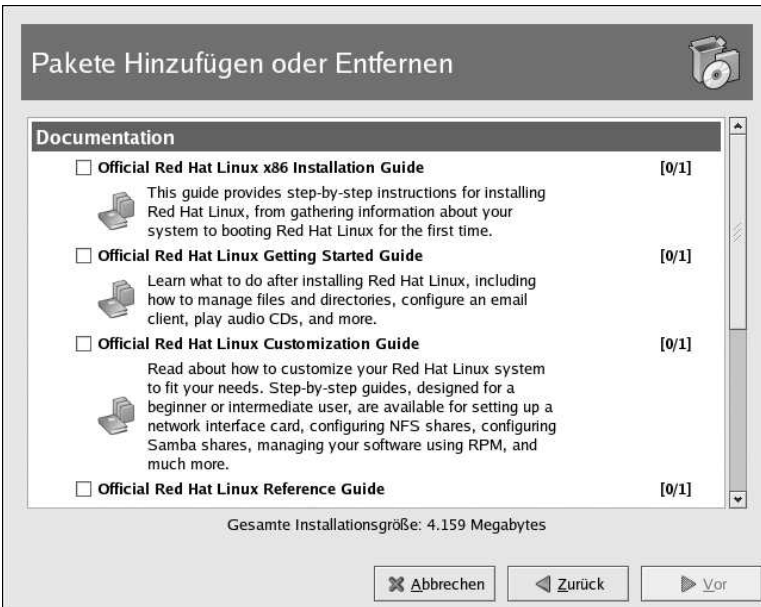 Pakete Hinzufügen oder Entfernen
Documentation
Official Red Hat Linux x86 Installation Guide [0/1]
This guide provides step-by-step instructions for installing
Red Hat Linux, from gathering information about your
system to booting Red Hat Linux for the first time.
Official Red Hat Linux Getting Started Guide [0/1]
Learn what to do after installing Red Hat Linux, including
how to manage files and directories, configure an email
client, play audio CDs, and more.
Official Red Hat Linux Customization Guide [0/1]
Read about how to customize your Red Hat Linux system
to fit your needs. Step-by-step guides, designed for a
beginner or intermediate user, are available for setting up a
network interface card, configuring NFS shares, configuring
Samba shares, managing your software using RPM, and
much more.
Official Red Hat Linux Reference Guide [0/1]
Gesamte Installationsgröße: 4.159 Megabytes
Abbrechen Zurück Vor